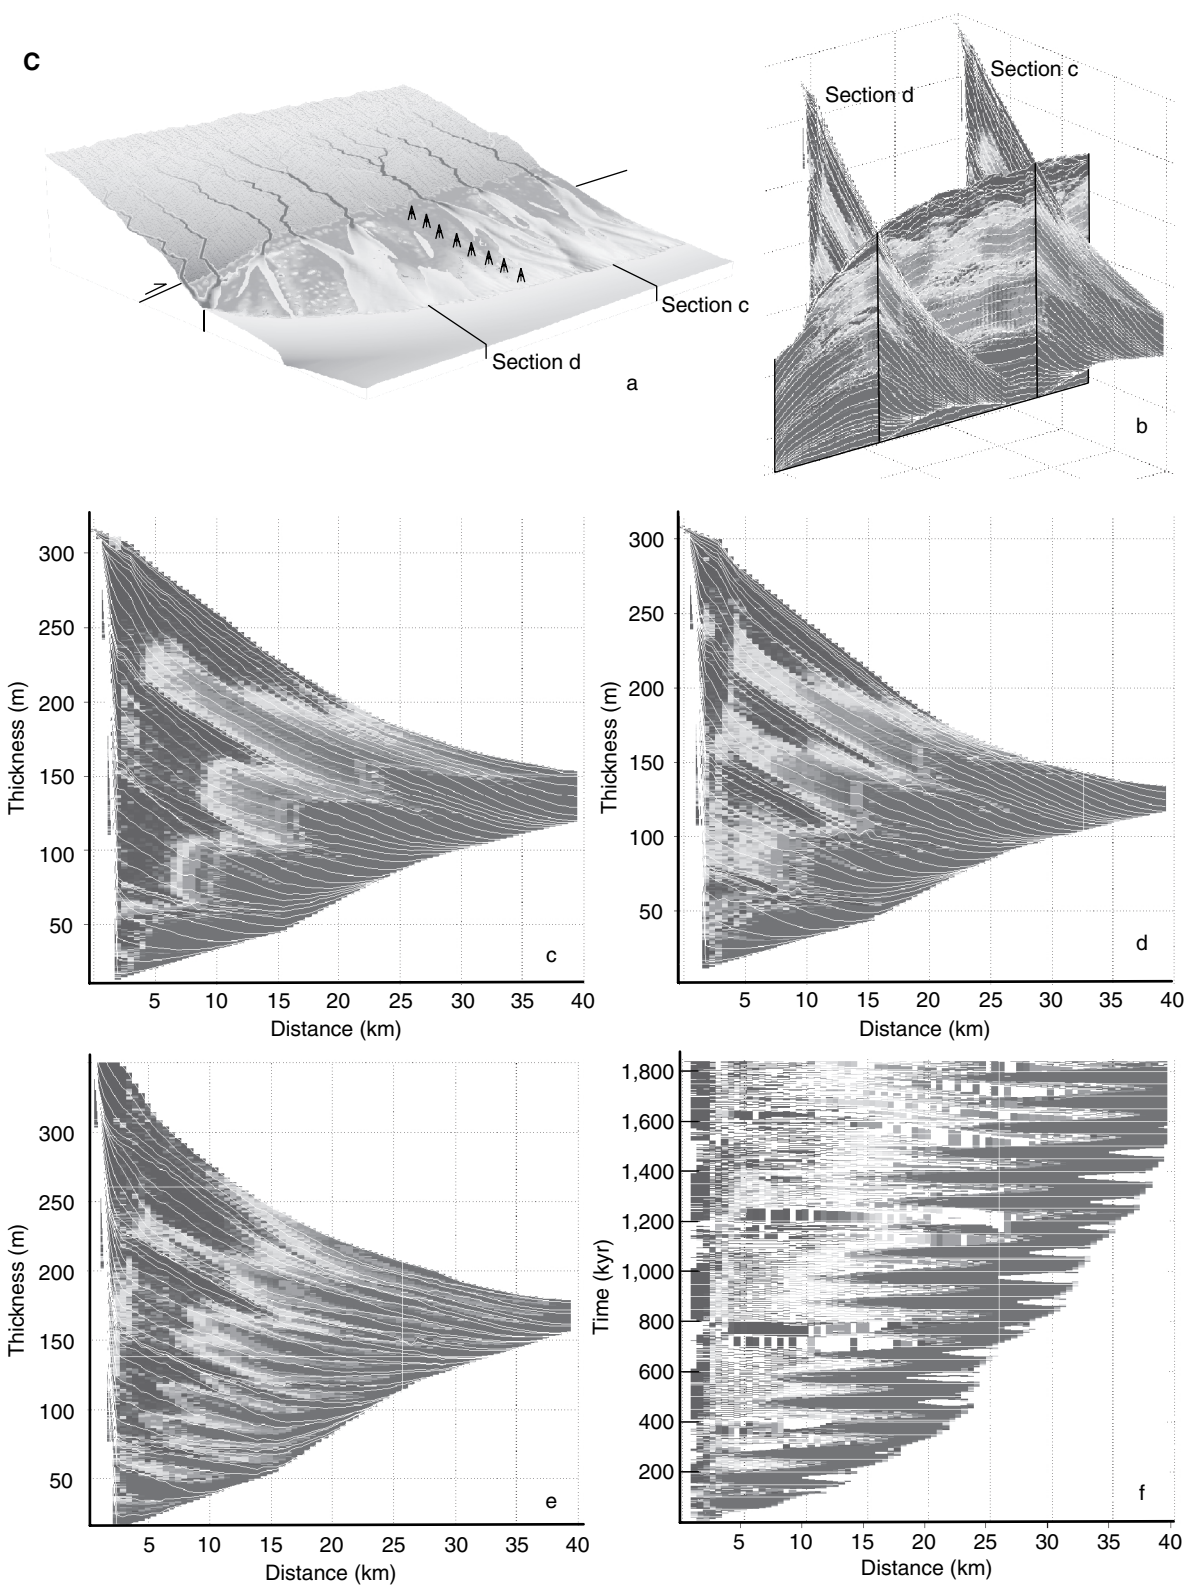 C
Section c
Section d
Section c
Section d
a
b
300
250
200
150
100
50
Thickness (m)
c
5 10 15 20 25 30 35 40
Distance (km)
300
250
200
150
100
50
Thickness (m)
d
5 10 15 20 25 30 35 40
Distance (km)
300
250
200
150
100
50
Thickness (m)
e
5 10 15 20 25 30 35 40
Distance (km)
1,800
1,600
1,400
1,200
1,000
800
600
400
200
Time (kyr)
f
5 10 15 20 25 30 35 40
Distance (km)